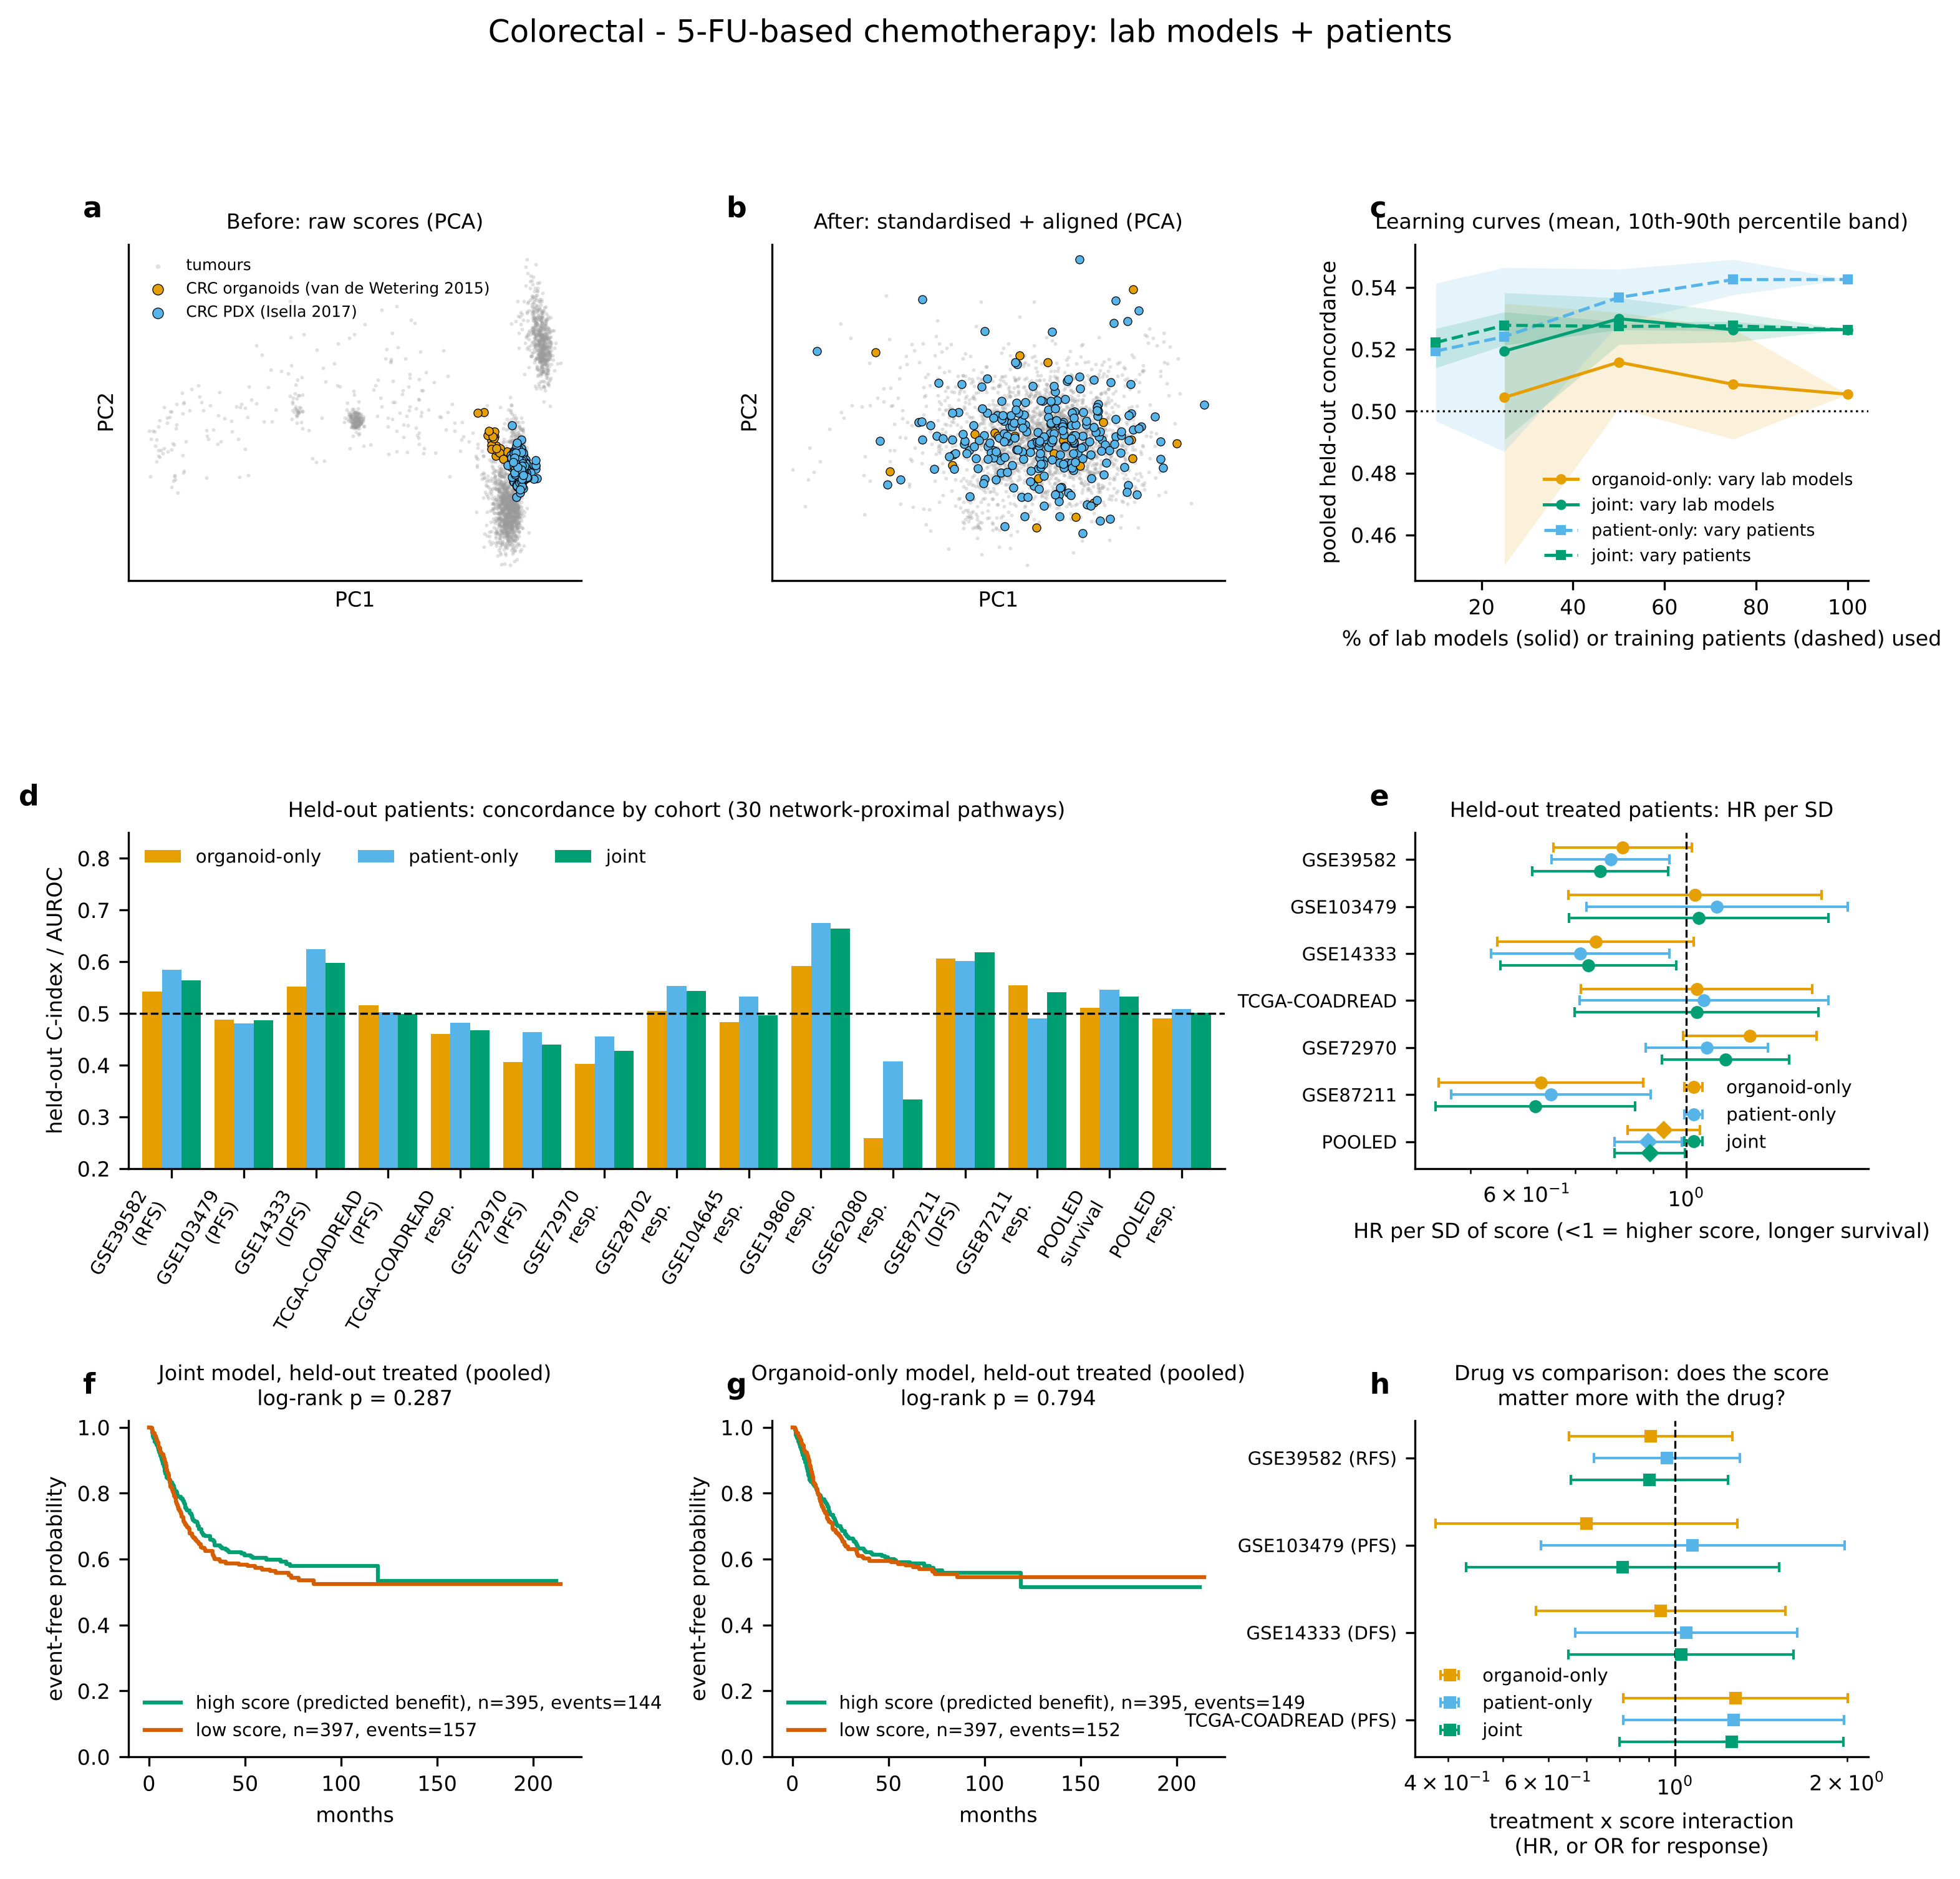 Colorectal - 5-FU-based chemotherapy: lab models + patients
a
Before: raw scores (PCA)
tumours
CRC organoids (van de Wetering 2015)
CRC PDX (Isella 2017)
PC2
PC1
b
After: standardised + aligned (PCA)
PC2
PC1
c
Learning curves (mean, 10th-90th percentile band)
pooled held-out concordance
0.54
0.52
0.50
0.48
0.46
organoid-only: vary lab models
joint: vary lab models
patient-only: vary patients
joint: vary patients
20 40 60 80 100
% of lab models (solid) or training patients (dashed) used
d
Held-out patients: concordance by cohort (30 network-proximal pathways)
organoid-only patient-only joint
held-out C-index / AUROC
0.8
0.7
0.6
0.5
0.4
0.3
0.2
GSE39582
(RFS)
GSE103479
(PFS)
GSE14333
(DFS)
TCGA-COADREAD
(PFS)
TCGA-COADREAD
resp.
GSE72970
(PFS)
GSE72970
resp.
GSE28702
resp.
GSE104645
resp.
GSE19860
resp.
GSE62080
resp.
GSE87211
(DFS)
GSE87211
resp.
POOLED
survival
POOLED
resp.
e
Held-out treated patients: HR per SD
GSE39582
GSE103479
GSE14333
TCGA-COADREAD
GSE72970
GSE87211
POOLED
organoid-only
patient-only
joint
6 × 10⁻¹ 10⁰
HR per SD of score (<1 = higher score, longer survival)
f
Joint model, held-out treated (pooled)
log-rank p = 0.287
event-free probability
1.0
0.8
0.6
0.4
0.2
0.0
high score (predicted benefit), n=395, events=144
low score, n=397, events=157
0 50 100 150 200
months
g
Organoid-only model, held-out treated (pooled)
log-rank p = 0.794
event-free probability
1.0
0.8
0.6
0.4
0.2
0.0
high score (predicted benefit), n=395, events=149
low score, n=397, events=152
0 50 100 150 200
months
h
Drug vs comparison: does the score
matter more with the drug?
GSE39582 (RFS)
GSE103479 (PFS)
GSE14333 (DFS)
TCGA-COADREAD (PFS)
organoid-only
patient-only
joint
4 × 10⁻¹ 6 × 10⁻¹ 10⁰ 2 × 10⁰
treatment x score interaction
(HR, or OR for response)